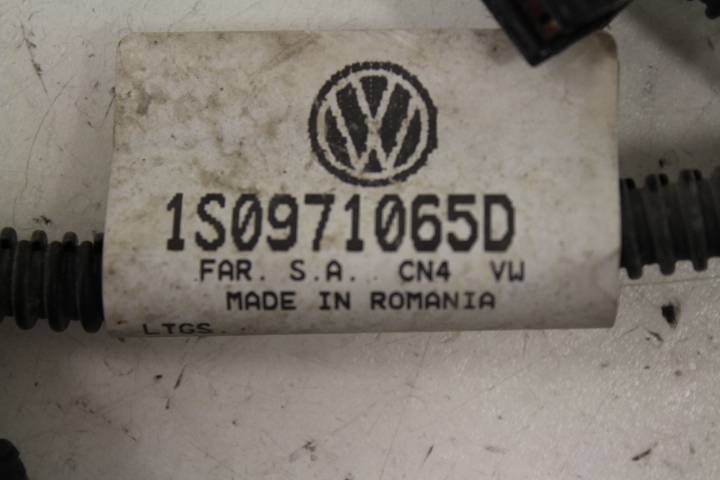 1S0971065D
FAR. S.A. CN4 VW
MADE IN ROMANIA
LTGS.